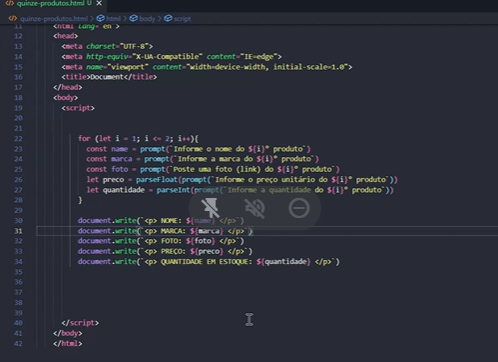 quinze-produtos.html U
quinze-produtos.html > html > body > script
11 <html lang="en">
12 <head>
13 <meta charset="UTF-8">
14 <meta http-equiv="X-UA-Compatible" content="IE=edge">
15 <meta name="viewport" content="width=device-width, initial-scale=1.0">
16 <title>Document</title>
17 </head>
18 <body>
19 <script>
20
21
22 for (let i = 1; i <= 2; i++){
23 const name = prompt(`Informe o nome do ${i}° produto`)
24 const marca = prompt(`Informe a marca do ${i}° produto`)
25 const foto = prompt(`Poste uma foto (link) do ${i}° produto`)
26 let preco = parseFloat(prompt(`Informe o preço unitário do ${i}° produto`))
27 let quantidade = parseInt(prompt(`Informe a quantidade do ${i}° produto`))
28 }
29
30 document.write(`<p> NOME: ${name} </p>`)
31 document.write(`<p> MARCA: ${marca} </p>`)
32 document.write(`<p> FOTO: ${foto} </p>`)
33 document.write(`<p> PREÇO: ${preco} </p>`)
34 document.write(`<p> QUANTIDADE EM ESTOQUE: ${quantidade} </p>`)
35
36
37
38
39
40 </script>
41 </body>
42 </html>